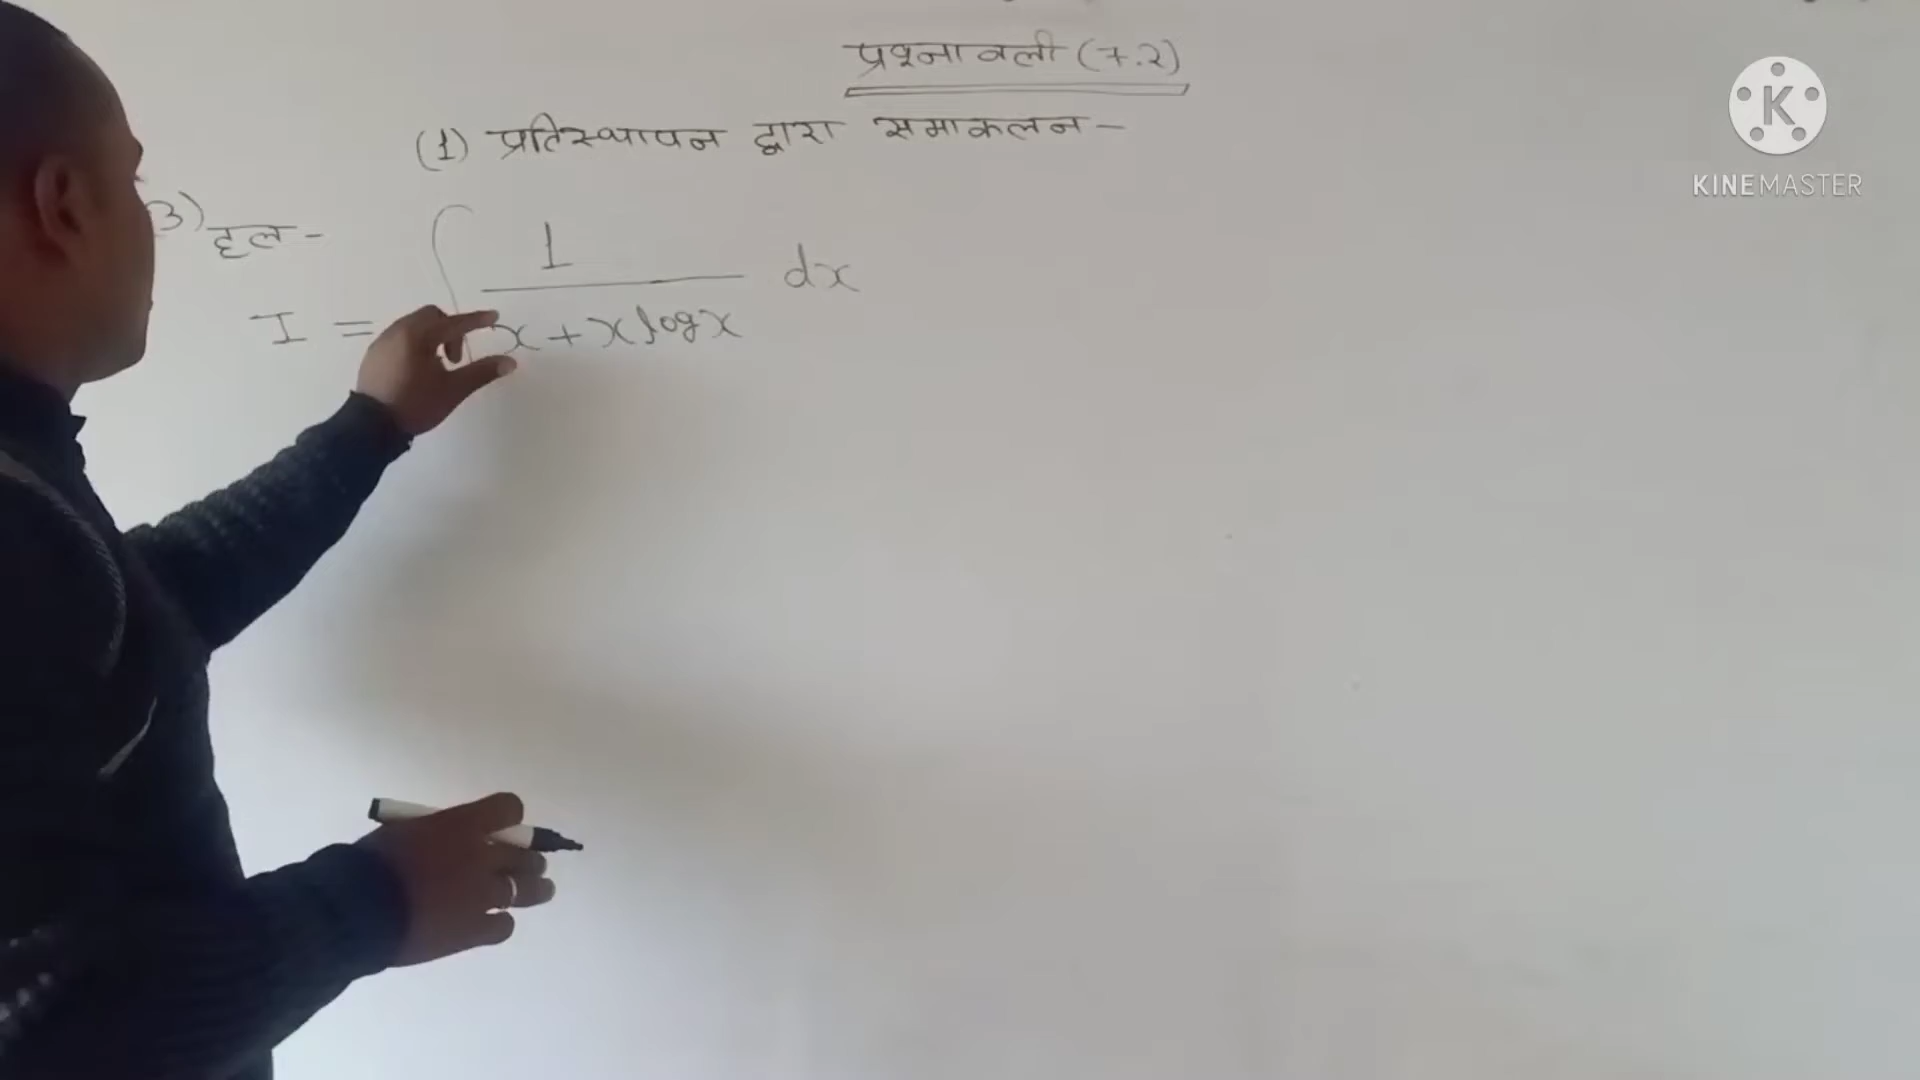 प्रश्नावली (7.2)
(1) प्रतिस्थापन द्वारा समाकलन -
3) हल -
I = ∫ 1 / (x + x log x) dx
K
KINEMASTER